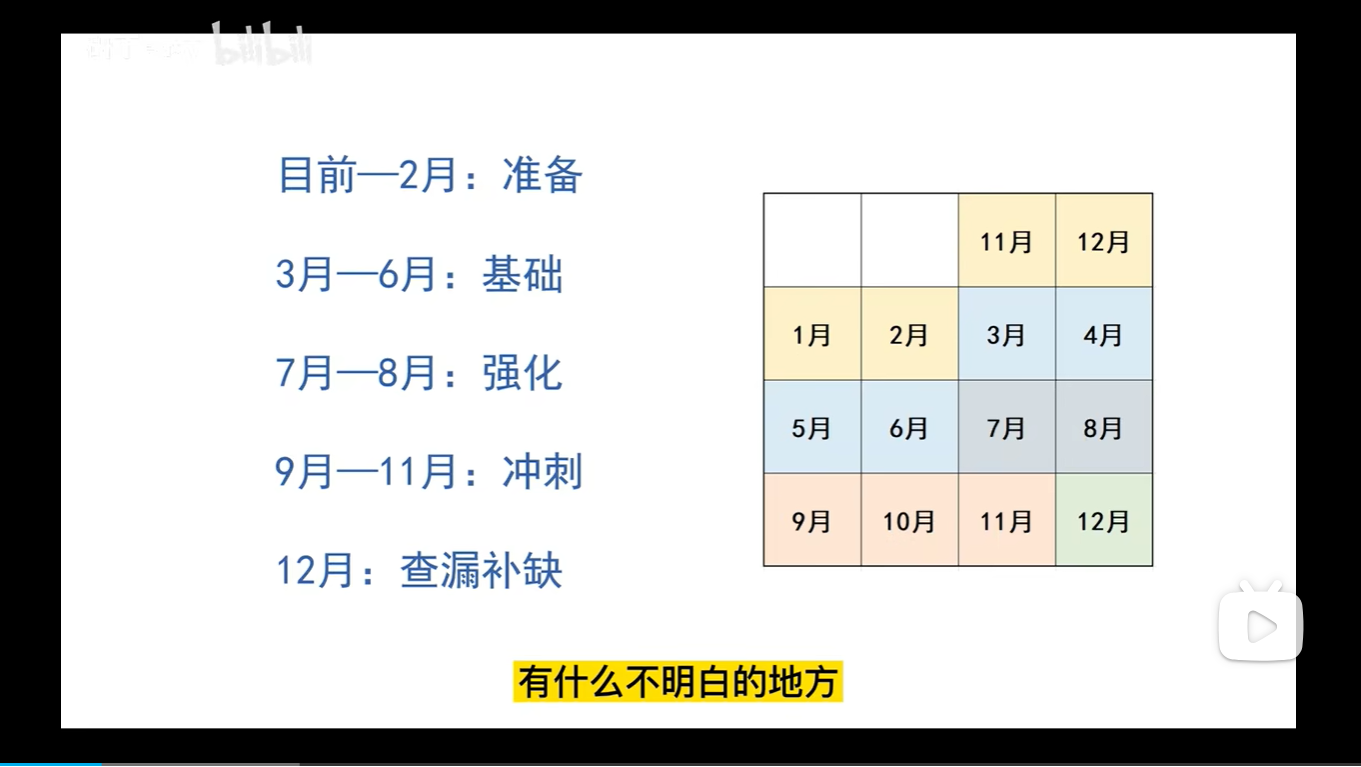 bilibili
目前—2月：准备
3月—6月：基础
7月—8月：强化
9月—11月：冲刺
12月：查漏补缺
11月 12月
1月 2月 3月 4月
5月 6月 7月 8月
9月 10月 11月 12月
有什么不明白的地方